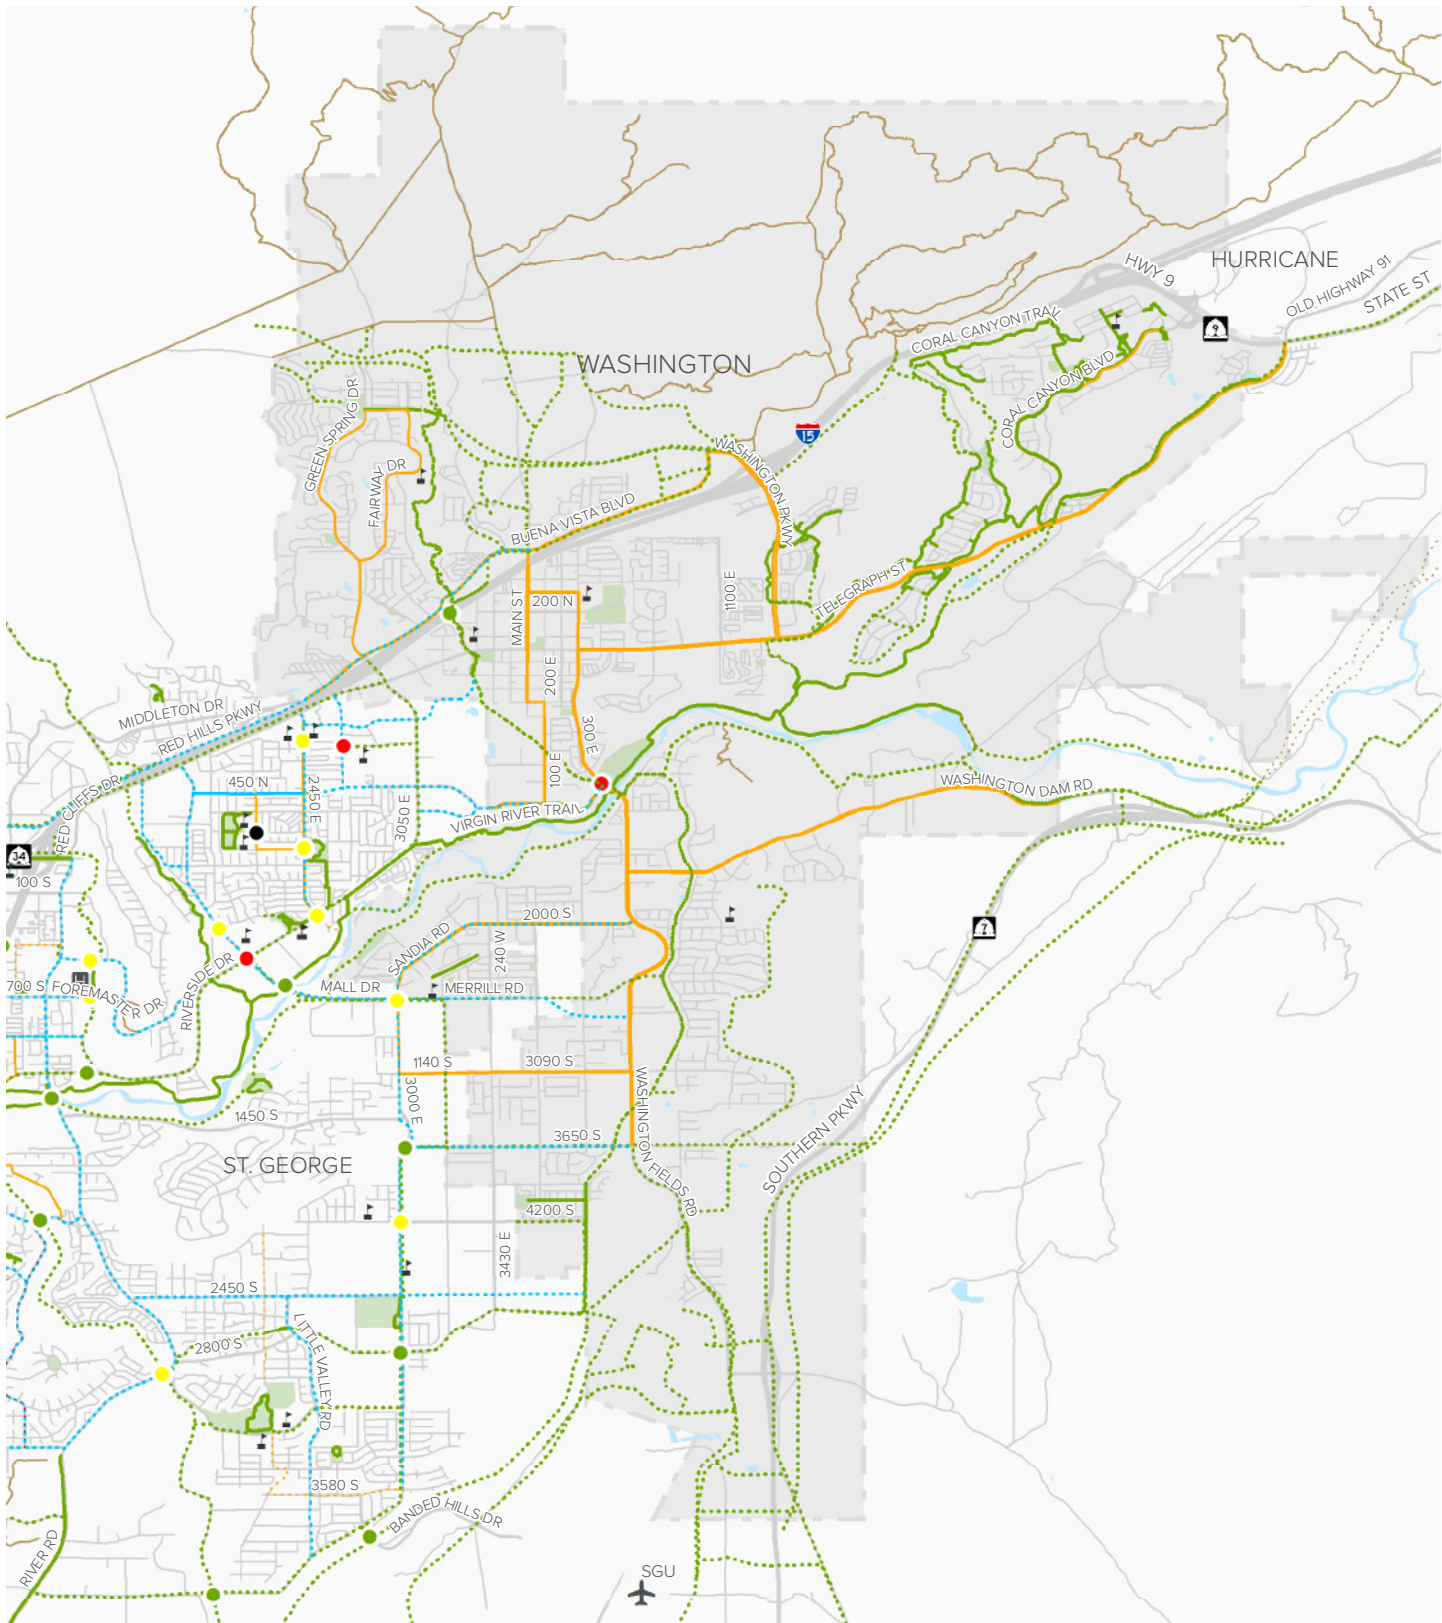 HWY 9
HURRICANE
OLD HIGHWAY 91
STATE ST
9
CORAL CANYON TRAI
WASHINGTON
CORAL CANYON BLVD
GREEN SPRING DR
15
WASHINGTON PKWY
FAIRWAY DR
BUENA VISTA BLVD
TELEGRAPH ST
1100 E
200 N
MAIN ST
200 E
MIDDLETON DR
RED HILLS PKWY
300 E
100 E
450 N
2450 E
RED CLIFFS DR
3050 E
VIRGIN RIVER TRAIL
WASHINGTON DAM RD
34
100 S
2000 S
7
SANDIA RD
240 W
RIVERSIDE DR
700 S
FOREMASTER DR
MALL DR
MERRILL RD
1140 S
3090 S
3000 E
WASHINGTON FIELDS RD
1450 S
3650 S
SOUTHERN PKWY
ST. GEORGE
4200 S
3430 E
2450 S
LITTLE VALLEY RD
2800 S
3580 S
BANDED HILLS DR
RIVER RD
SGU